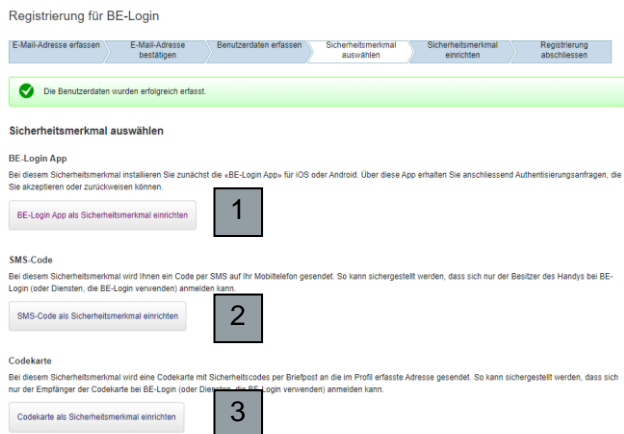 Registrierung für BE-Login
E-Mail-Adresse erfassen
E-Mail-Adresse
bestätigen
Benutzerdaten erfassen
Sicherheitsmerkmal
auswählen
Sicherheitsmerkmal
einrichten
Registrierung
abschliessen
Die Benutzerdaten wurden erfolgreich erfasst.
Sicherheitsmerkmal auswählen
BE-Login App
Bei diesem Sicherheitsmerkmal installieren Sie zunächst die «BE-Login App» für iOS oder Android. Über diese App erhalten Sie anschliessend Authentisierungsanfragen, die
Sie akzeptieren oder zurückweisen können.
BE-Login App als Sicherheitsmerkmal einrichten
1
SMS-Code
Bei diesem Sicherheitsmerkmal wird Ihnen ein Code per SMS auf Ihr Mobiltelefon gesendet. So kann sichergestellt werden, dass sich nur der Besitzer des Handys bei BE-
Login (oder Diensten, die BE-Login verwenden) anmelden kann.
SMS-Code als Sicherheitsmerkmal einrichten
2
Codekarte
Bei diesem Sicherheitsmerkmal wird eine Codekarte mit Sicherheitscodes per Briefpost an die im Profil erfasste Adresse gesendet. So kann sichergestellt werden, dass sich
nur der Empfänger der Codekarte bei BE-Login (oder Diensten, die BE-Login verwenden) anmelden kann.
Codekarte als Sicherheitsmerkmal einrichten
3